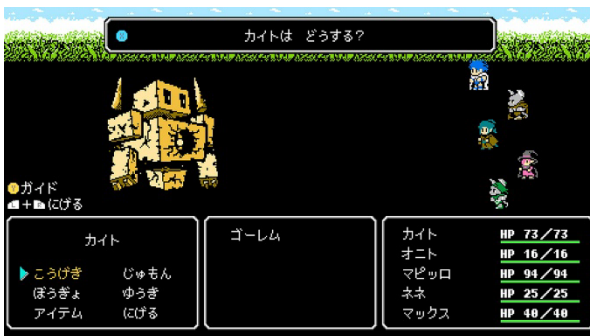 カイトは どうする?
ガイド
L+R にげる
カイト
こうげき じゅもん
ぼうぎょ ゆうき
アイテム にげる
ゴーレム
カイト HP 73/73
オニト HP 16/16
マピッロ HP 94/94
ネネ HP 25/25
マックス HP 40/40